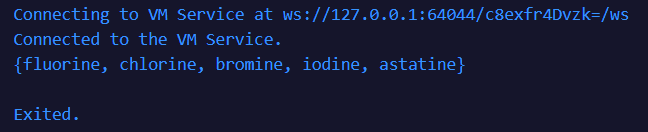 Connecting to VM Service at ws://127.0.0.1:64044/c8exfr4Dvzk=/ws
Connected to the VM Service.
{fluorine, chlorine, bromine, iodine, astatine}
Exited.